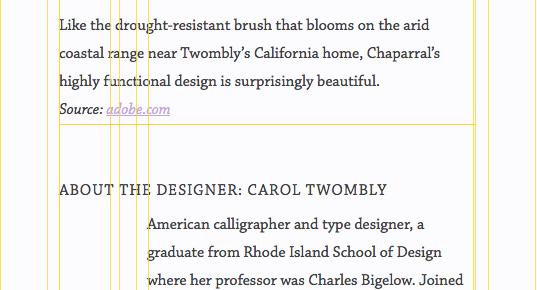 Like the drought-resistant brush that blooms on the arid
coastal range near Twombly’s California home, Chaparral’s
highly functional design is surprisingly beautiful.
Source: adobe.com
ABOUT THE DESIGNER: CAROL TWOMBLY
American calligrapher and type designer, a
graduate from Rhode Island School of Design
where her professor was Charles Bigelow. Joined